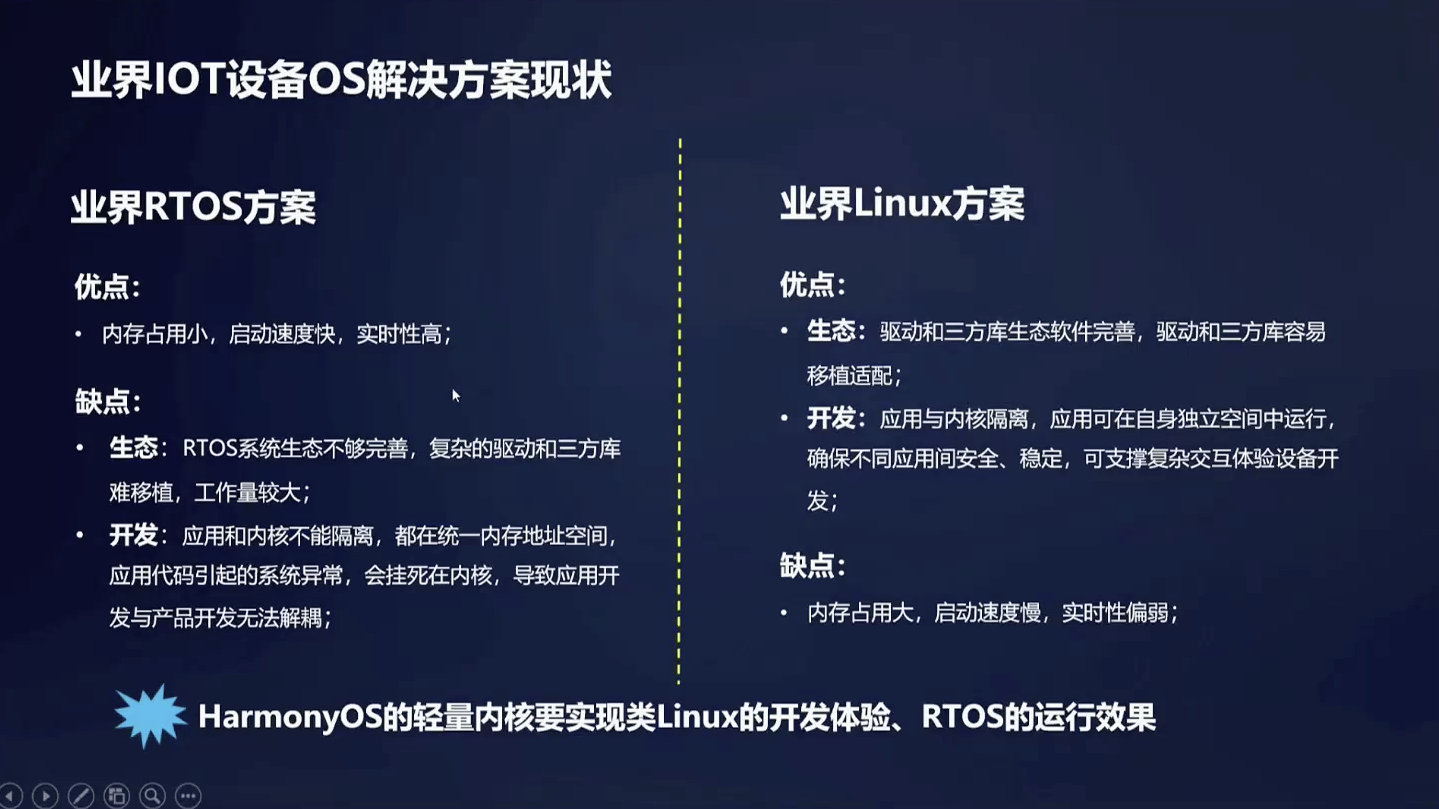 业界IOT设备OS解决方案现状
业界RTOS方案
优点：
• 内存占用小，启动速度快，实时性高；
缺点：
• 生态：RTOS系统生态不够完善，复杂的驱动和三方库
难移植，工作量较大；
• 开发：应用和内核不能隔离，都在统一内存地址空间，
应用代码引起的系统异常，会挂死在内核，导致应用开
发与产品开发无法解耦；
业界Linux方案
优点：
• 生态：驱动和三方库生态软件完善，驱动和三方库容易
移植适配；
• 开发：应用与内核隔离，应用可在自身独立空间中运行，
确保不同应用间安全、稳定，可支撑复杂交互体验设备开
发；
缺点：
• 内存占用大，启动速度慢，实时性偏弱；
HarmonyOS的轻量内核要实现类Linux的开发体验、RTOS的运行效果